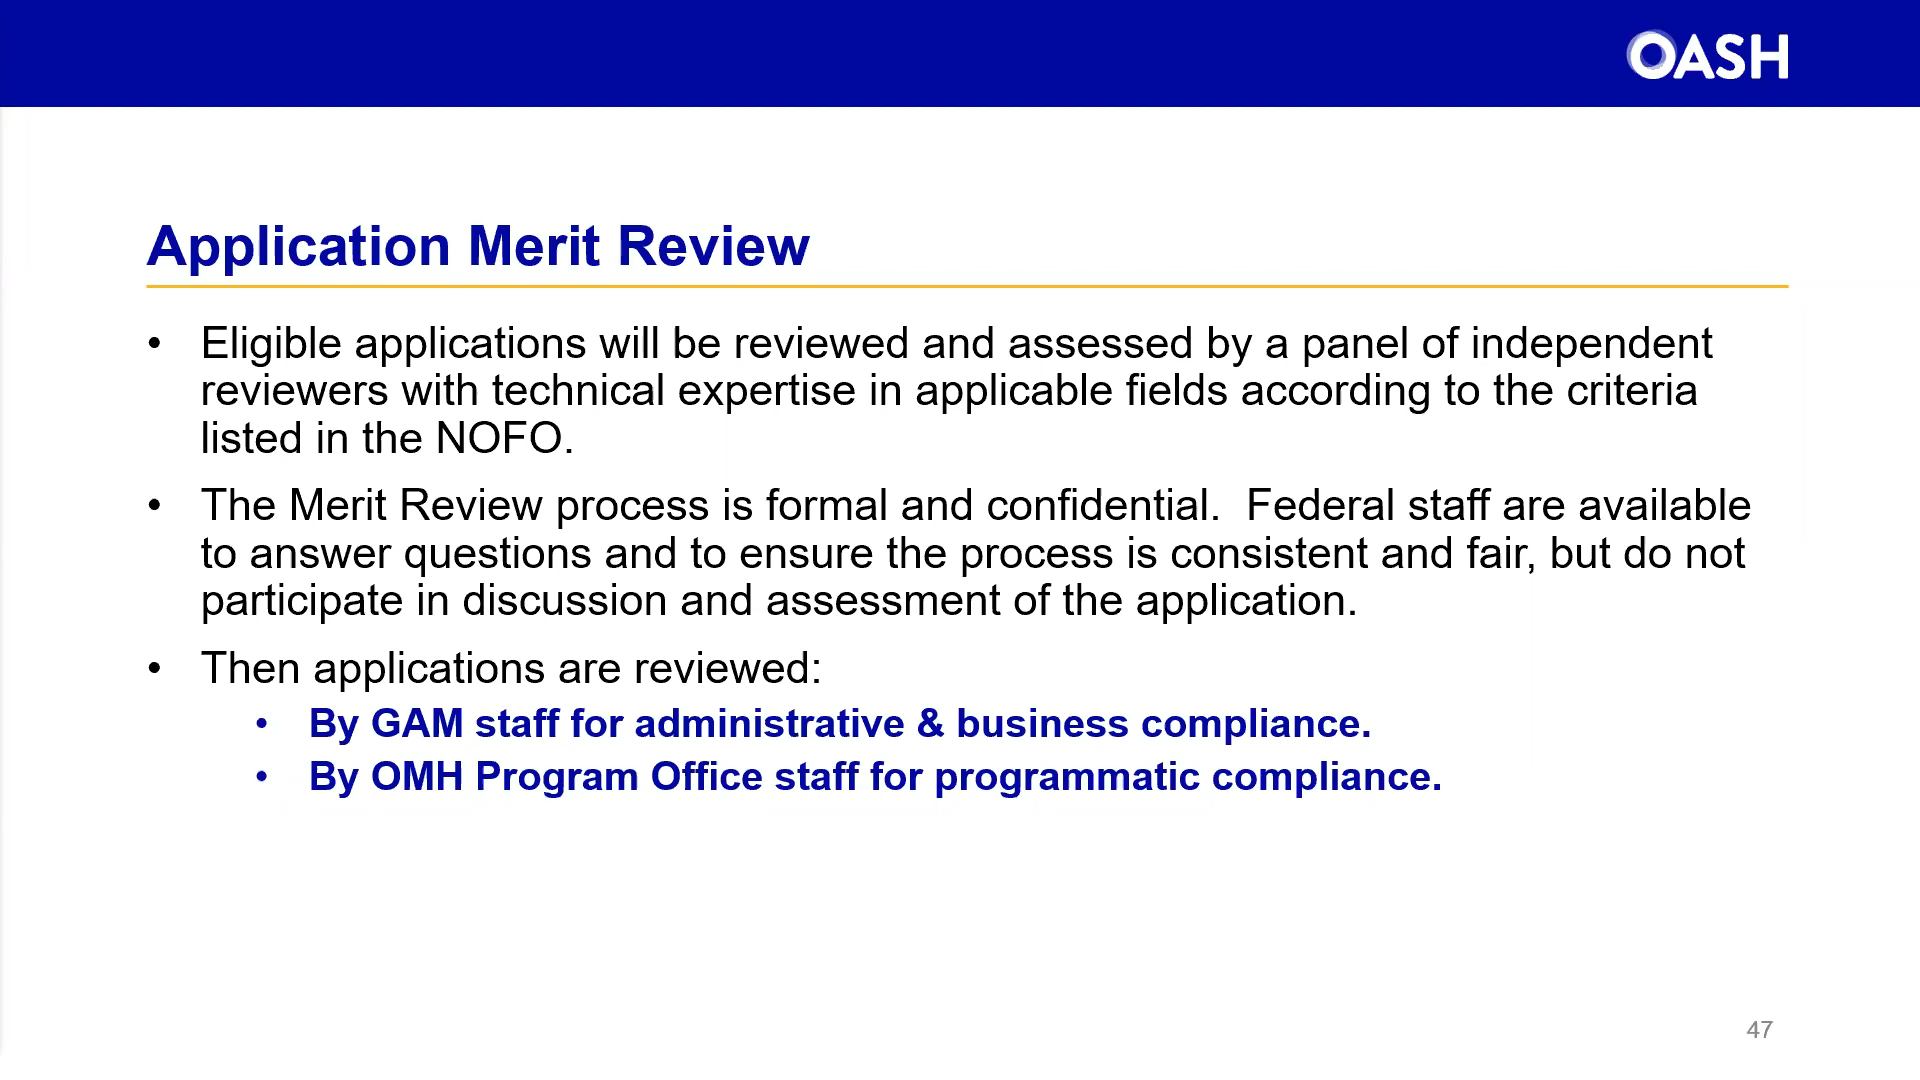 OASH
Application Merit Review
• Eligible applications will be reviewed and assessed by a panel of independent
reviewers with technical expertise in applicable fields according to the criteria
listed in the NOFO.
• The Merit Review process is formal and confidential.  Federal staff are available
to answer questions and to ensure the process is consistent and fair, but do not
participate in discussion and assessment of the application.
• Then applications are reviewed:
• By GAM staff for administrative & business compliance.
• By OMH Program Office staff for programmatic compliance.
47